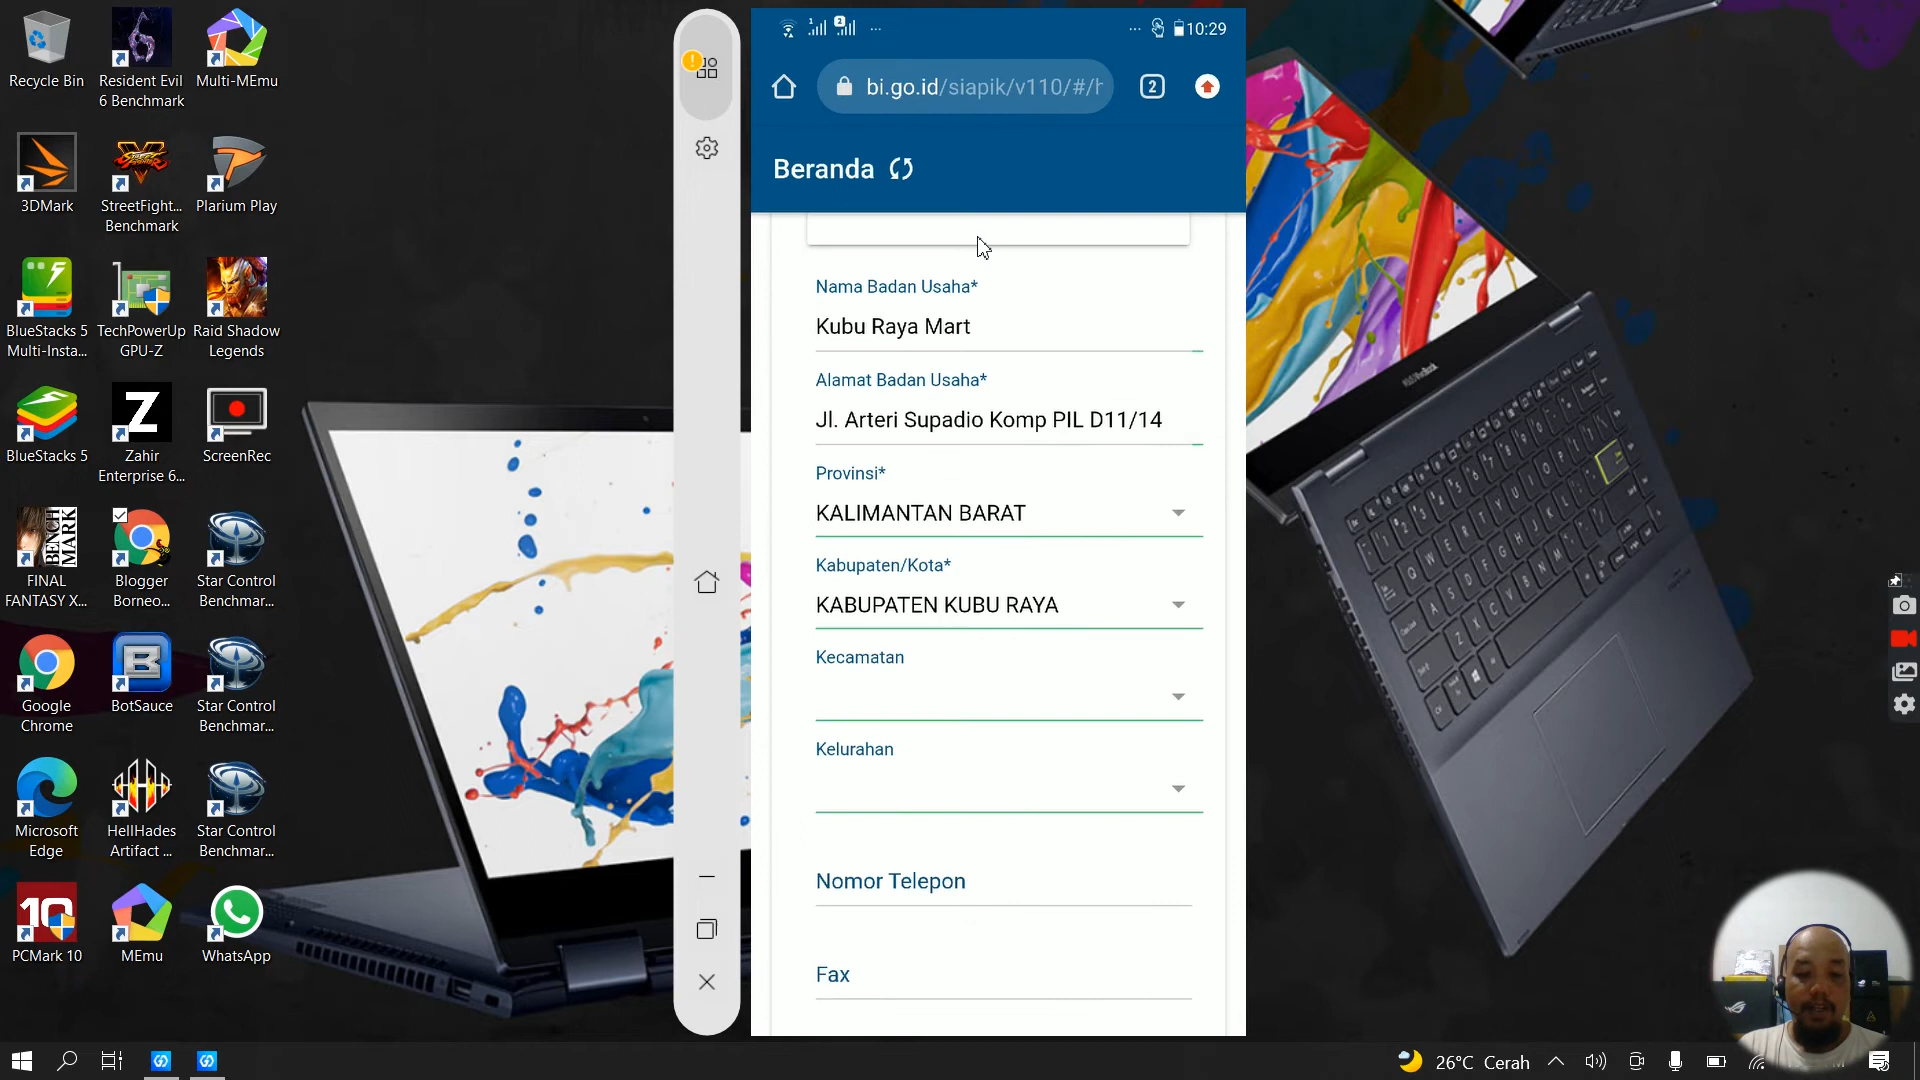 Recycle Bin
Resident Evil
6 Benchmark
Multi-MEmu
3DMark
StreetFight...
Benchmark
Plarium Play
BlueStacks 5
Multi-Insta...
TechPowerUp
GPU-Z
Raid Shadow
Legends
BlueStacks 5
Zahir
Enterprise 6...
ScreenRec
BENCH
MARK
FINAL
FANTASY X...
Blogger
Borneo...
Star Control
Benchmar...
Google
Chrome
BotSauce
Star Control
Benchmar...
Microsoft
Edge
HellHades
Artifact ...
Star Control
Benchmar...
10
PCMark 10
MEmu
WhatsApp
10:29
bi.go.id/siapik/v110/#/h
2
Beranda
Nama Badan Usaha*
Kubu Raya Mart
Alamat Badan Usaha*
Jl. Arteri Supadio Komp PIL D11/14
Provinsi*
KALIMANTAN BARAT
Kabupaten/Kota*
KABUPATEN KUBU RAYA
Kecamatan
Kelurahan
Nomor Telepon
Fax
26°C Cerah